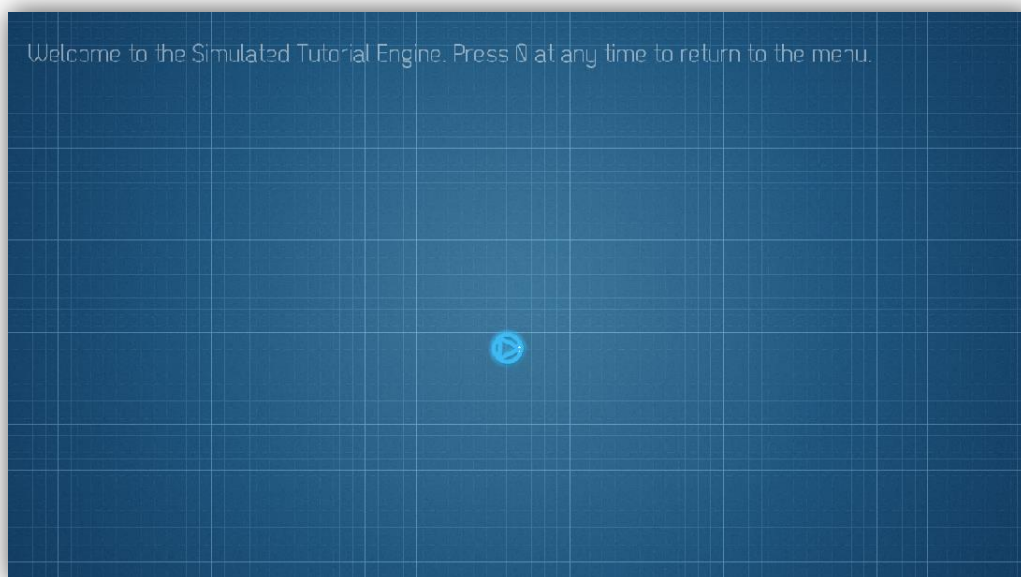 Welcome to the Simulated Tutorial Engine. Press 0 at any time to return to the menu.